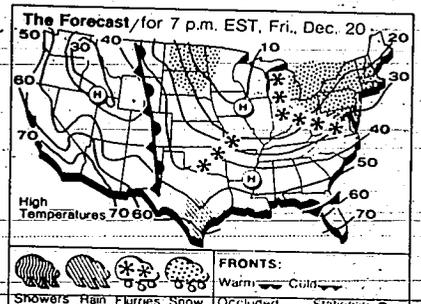 The Forecast/for 7 p.m. EST, Fri., Dec. 20
50 30 40 10 20
60 H H 30
70 40
H 50
High 60
Temperatures 70 60 70
FRONTS:
Warm Cold
Showers Rain Flurries Snow Occluded